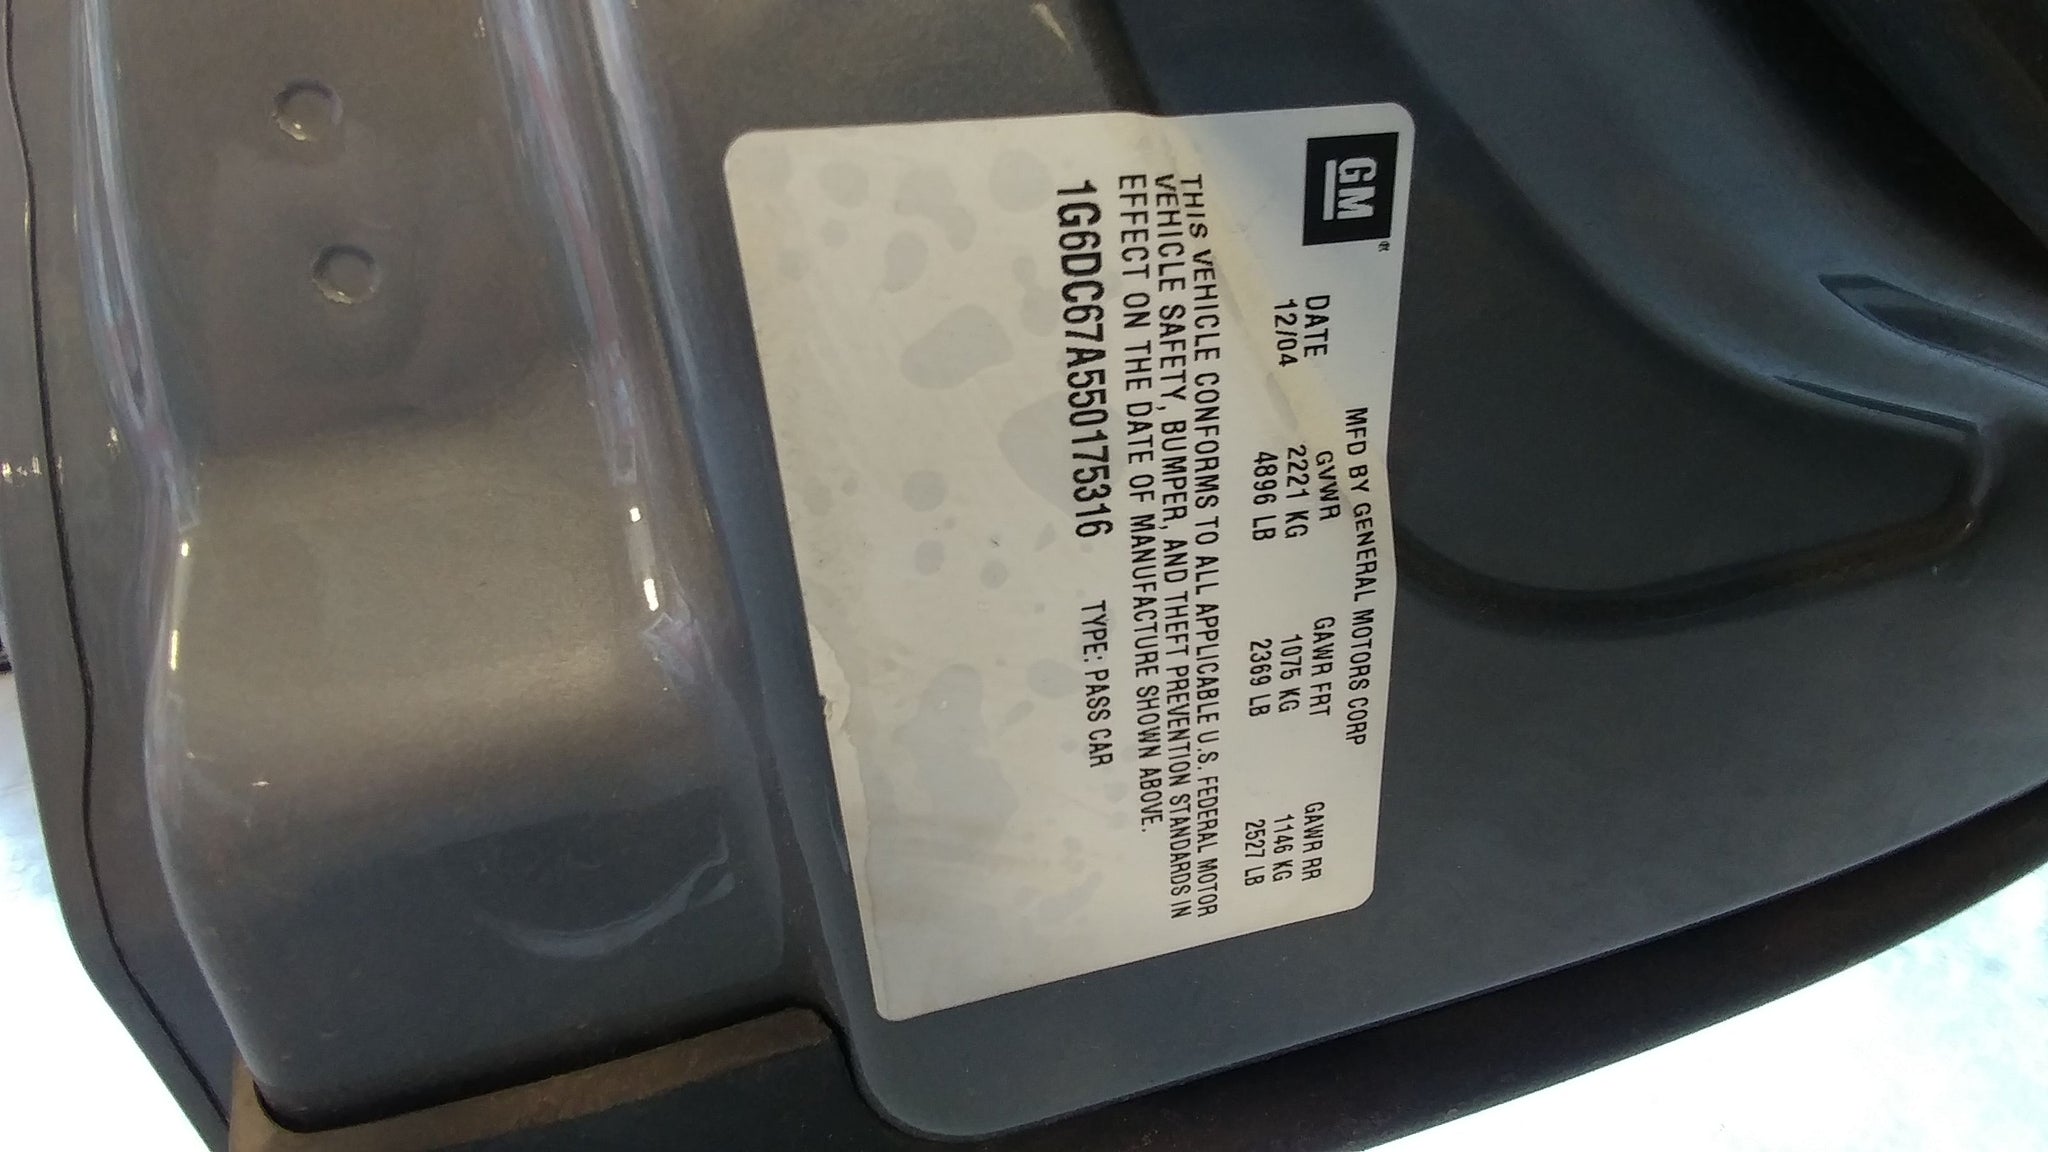 GM
MFD BY GENERAL MOTORS CORP
DATE GVWR GAWR FRT GAWR RR
12/04 2221 KG 1075 KG 1146 KG
4896 LB 2369 LB 2527 LB
THIS VEHICLE CONFORMS TO ALL APPLICABLE U.S. FEDERAL MOTOR
VEHICLE SAFETY, BUMPER, AND THEFT PREVENTION STANDARDS IN
EFFECT ON THE DATE OF MANUFACTURE SHOWN ABOVE.
1G6DC67A550175316 TYPE: PASS CAR